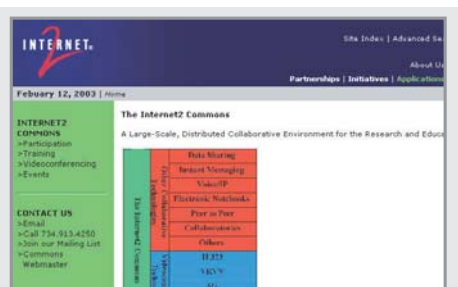 INTERNET®
2
Site Index | Advanced Se
About Us
Partnerships | Initiatives | Applications
Febuary 12, 2003 | Home
INTERNET2
COMMONS
>Participation
>Training
>Videoconferencing
>Events
CONTACT US
>Email
>Call 734.913.4250
>Join our Mailing List
>Commons
Webmaster
The Internet2 Commons
A Large-Scale, Distributed Collaborative Environment for the Research and Educa
The Internet2 Commons
Other Collaborative
Technologies
Data Sharing
Instant Messaging
Voice/IP
Electronic Notebooks
Peer to Peer
Collaboratories
Others
H.323
VRVS